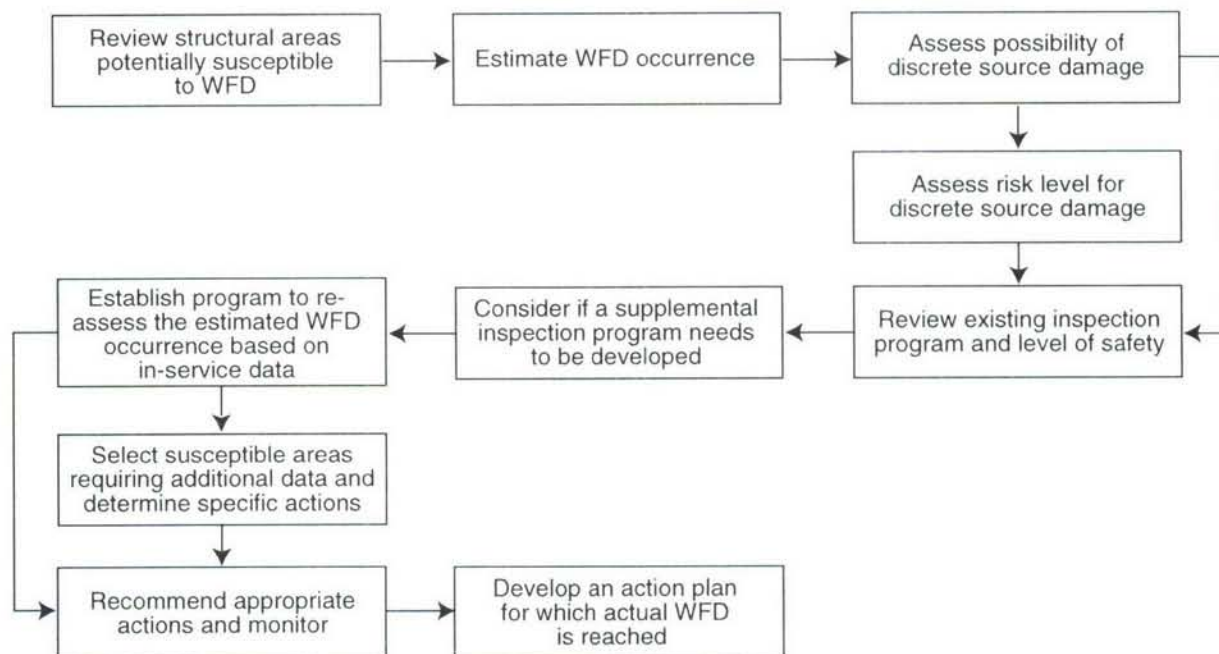 Review structural areas
potentially susceptible
to WFD
Estimate WFD occurrence
Assess possibility of
discrete source damage
Assess risk level for
discrete source damage
Review existing inspection
program and level of safety
Consider if a supplemental
inspection program needs
to be developed
Establish program to re-
assess the estimated WFD
occurrence based on
in-service data
Select susceptible areas
requiring additional data and
determine specific actions
Recommend appropriate
actions and monitor
Develop an action plan
for which actual WFD
is reached